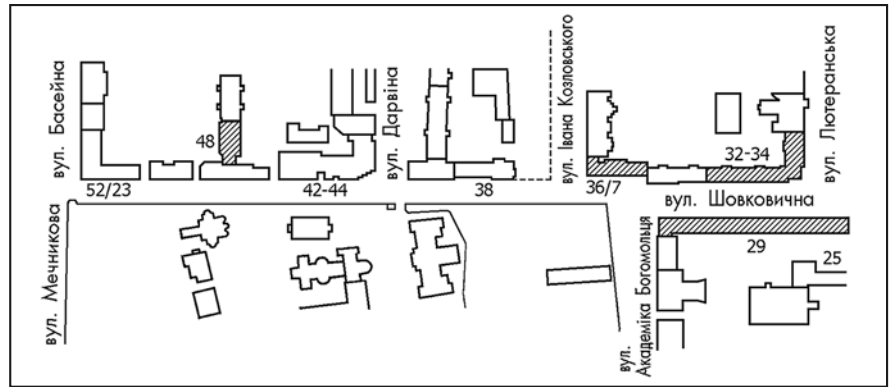 вул. Басейна
48
52/23
42-44
вул. Дарвіна
38
вул. Івана Козловського
36/7
32-34
вул. Лютеранська
вул. Шовковична
вул. Мечникова
вул.
Академіка Богомольця
29
25